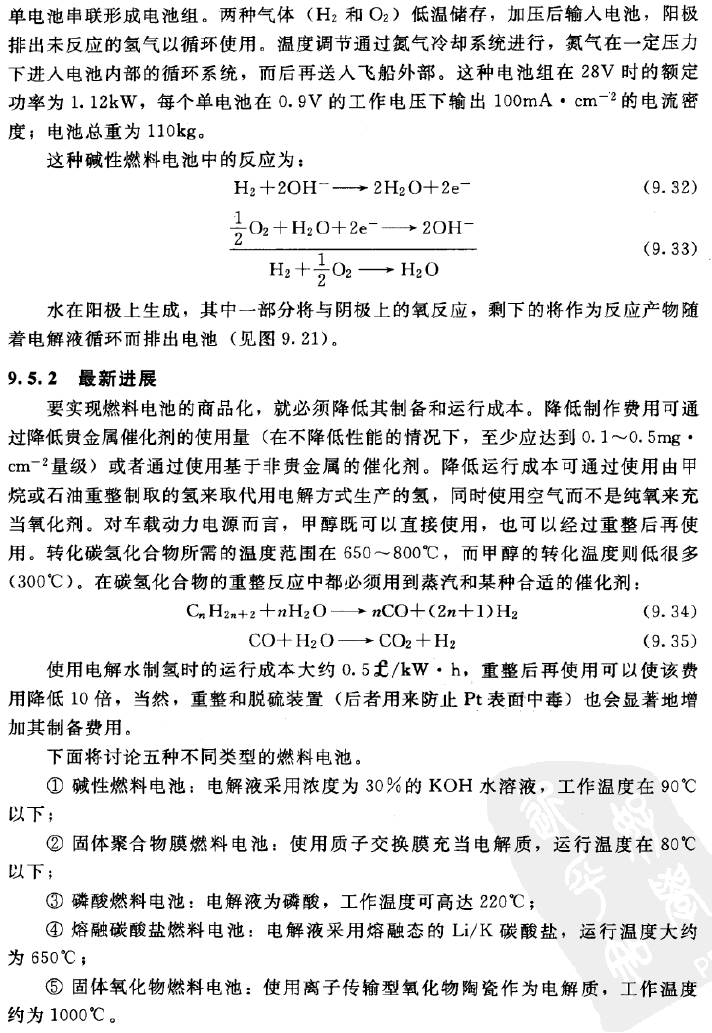 单电池串联形成电池组。两种气体（H₂ 和 O₂）低温储存，加压后输入电池，阳极
排出未反应的氢气以循环使用。温度调节通过氮气冷却系统进行，氮气在一定压力
下进入电池内部的循环系统，而后再送入飞船外部。这种电池组在 28V 时的额定
功率为 1.12kW，每个单电池在 0.9V 的工作电压下输出 100mA·cm⁻² 的电流密
度；电池总重为 110kg。
这种碱性燃料电池中的反应为：
H₂+2OH⁻ ⟶ 2H₂O+2e⁻ (9.32)
1/2 O₂+H₂O+2e⁻ ⟶ 2OH⁻
(9.33)
H₂+1/2 O₂ ⟶ H₂O
水在阳极上生成，其中一部分将与阴极上的氧反应，剩下的将作为反应产物随
着电解液循环而排出电池（见图 9.21）。
9.5.2 最新进展
要实现燃料电池的商品化，就必须降低其制备和运行成本。降低制作费用可通
过降低贵金属催化剂的使用量（在不降低性能的情况下，至少应达到 0.1～0.5mg·
cm⁻² 量级）或者通过使用基于非贵金属的催化剂。降低运行成本可通过使用由甲
烷或石油重整制取的氢来取代用电解方式生产的氢，同时使用空气而不是纯氧来充
当氧化剂。对车载动力电源而言，甲醇既可以直接使用，也可以经过重整后再使
用。转化碳氢化合物所需的温度范围在 650～800℃，而甲醇的转化温度则低很多
（300℃）。在碳氢化合物的重整反应中都必须用到蒸汽和某种合适的催化剂：
CₙH₂ₙ₊₂+nH₂O ⟶ nCO+(2n+1)H₂ (9.34)
CO+H₂O ⟶ CO₂+H₂ (9.35)
使用电解水制氢时的运行成本大约 0.5£/kW·h，重整后再使用可以使该费
用降低 10 倍，当然，重整和脱硫装置（后者用来防止 Pt 表面中毒）也会显著地增
加其制备费用。
下面将讨论五种不同类型的燃料电池。
① 碱性燃料电池：电解液采用浓度为 30%的 KOH 水溶液，工作温度在 90℃
以下；
② 固体聚合物膜燃料电池：使用质子交换膜充当电解质，运行温度在 80℃
以下；
③ 磷酸燃料电池：电解液为磷酸，工作温度可高达 220℃；
④ 熔融碳酸盐燃料电池：电解液采用熔融态的 Li/K 碳酸盐，运行温度大约
为 650℃；
⑤ 固体氧化物燃料电池：使用离子传输型氧化物陶瓷作为电解质，工作温度
约为 1000℃。